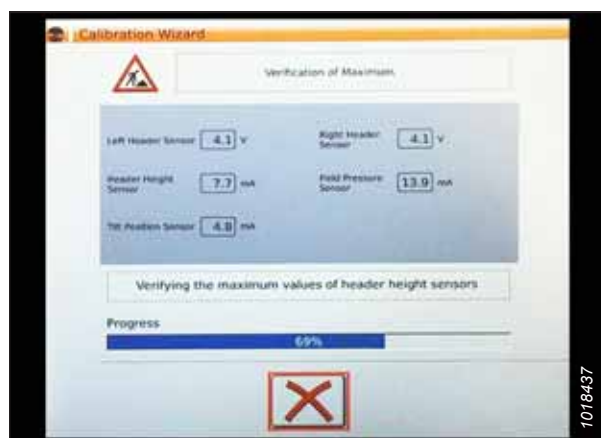 Calibration Wizard
Verification of Maximum
Left Header Sensor 4.1 V
Right Header Sensor 4.1 V
Header Height Sensor 7.7 mA
Field Pressure Sensor 13.9 mA
Tilt Position Sensor 4.8 mA
Verifying the maximum values of header height sensors
Progress
69%
1018437